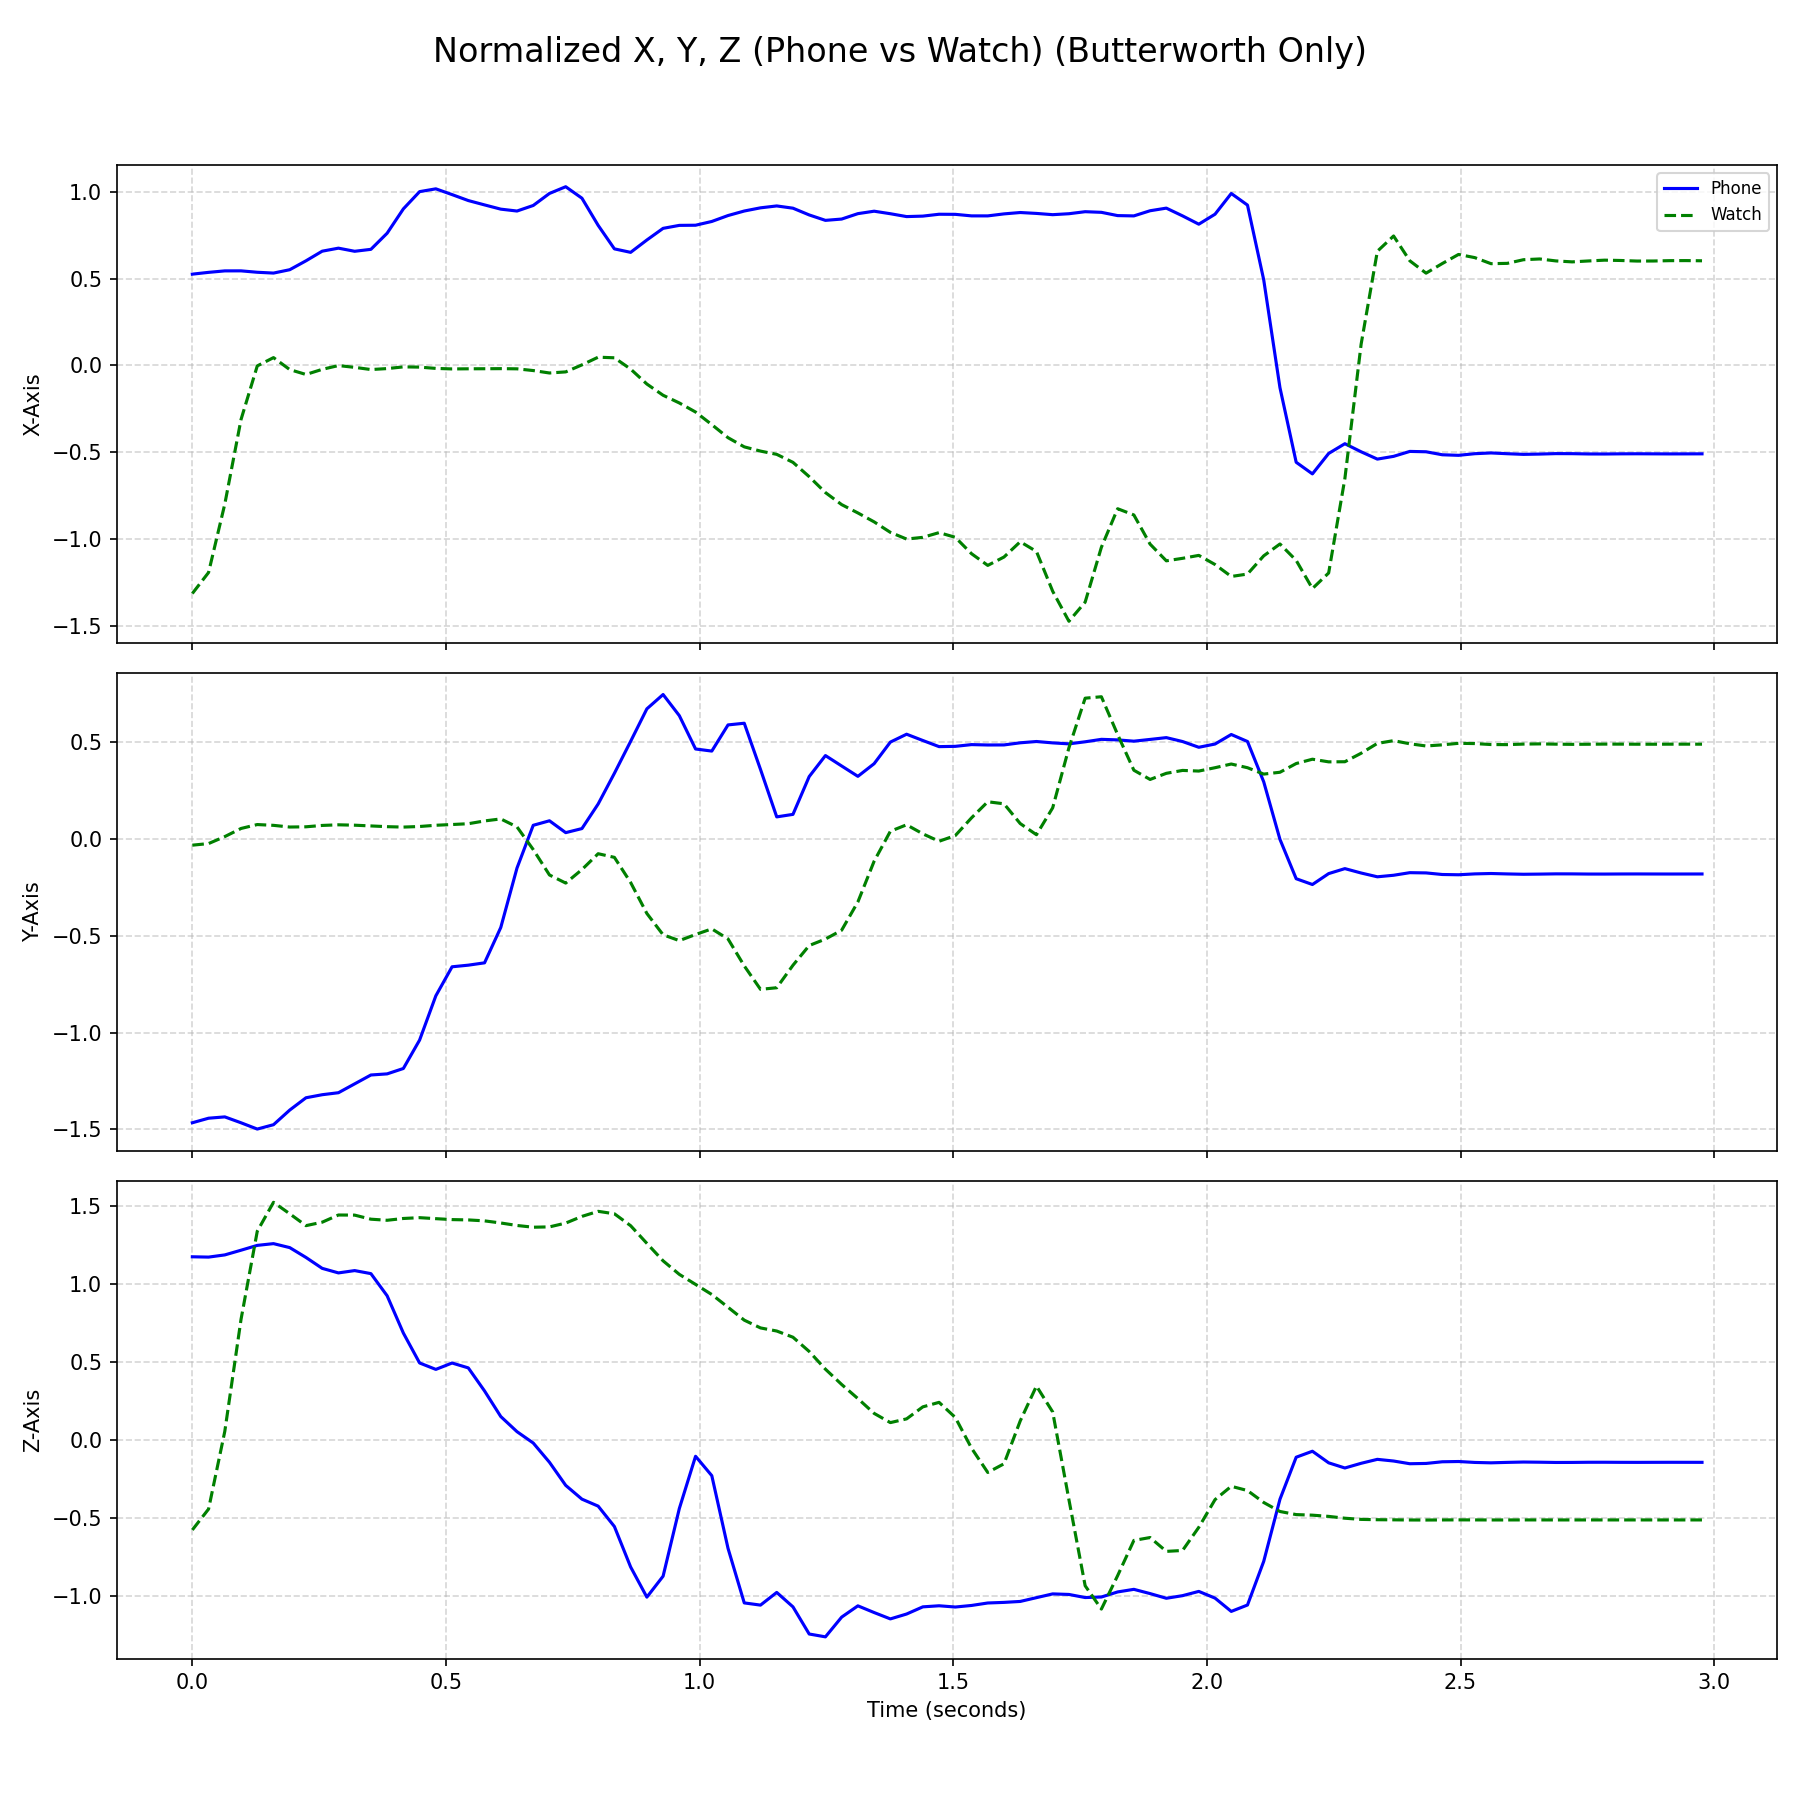 Normalized X, Y, Z (Phone vs Watch) (Butterworth Only)
Phone
Watch
1.0
0.5
0.0
−0.5
−1.0
−1.5
X-Axis
0.5
0.0
−0.5
−1.0
−1.5
Y-Axis
1.5
1.0
0.5
0.0
−0.5
−1.0
Z-Axis
0.0 0.5 1.0 1.5 2.0 2.5 3.0
Time (seconds)